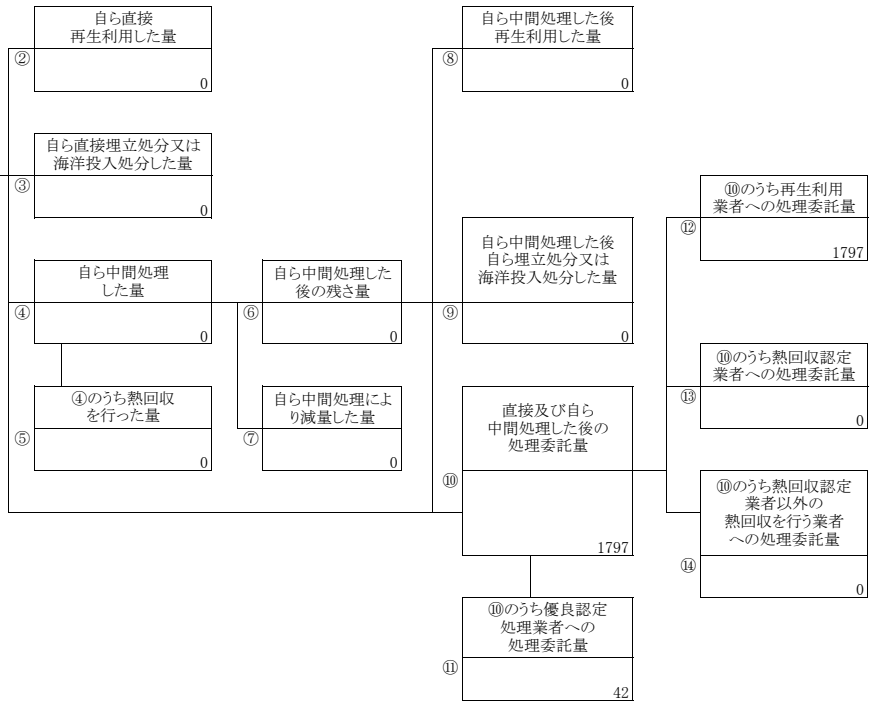 自ら直接
再生利用した量
②
0
自ら直接埋立処分又は
海洋投入処分した量
③
0
自ら中間処理
した量
④
0
④のうち熱回収
を行った量
⑤
0
自ら中間処理した
後の残さ量
⑥
0
自ら中間処理によ
り減量した量
⑦
0
自ら中間処理した後
再生利用した量
⑧
0
自ら中間処理した後
自ら埋立処分又は
海洋投入処分した量
⑨
0
直接及び自ら
中間処理した後の
処理委託量
⑩
1797
⑩のうち優良認定
処理業者への
処理委託量
⑪
42
⑩のうち再生利用
業者への処理委託量
⑫
1797
⑩のうち熱回収認定
業者への処理委託量
⑬
0
⑩のうち熱回収認定
業者以外の
熱回収を行う業者
への処理委託量
⑭
0